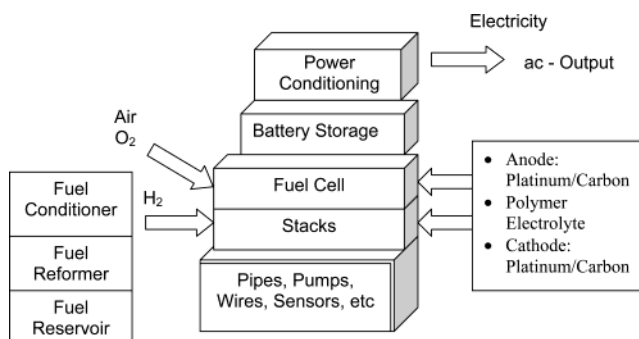 Electricity
ac - Output
Power
Conditioning
Air
O₂
Battery Storage
Fuel Cell
H₂
Stacks
Pipes, Pumps,
Wires, Sensors, etc
Fuel
Conditioner
Fuel
Reformer
Fuel
Reservoir
• Anode:
Platinum/Carbon
• Polymer
Electrolyte
• Cathode:
Platinum/Carbon